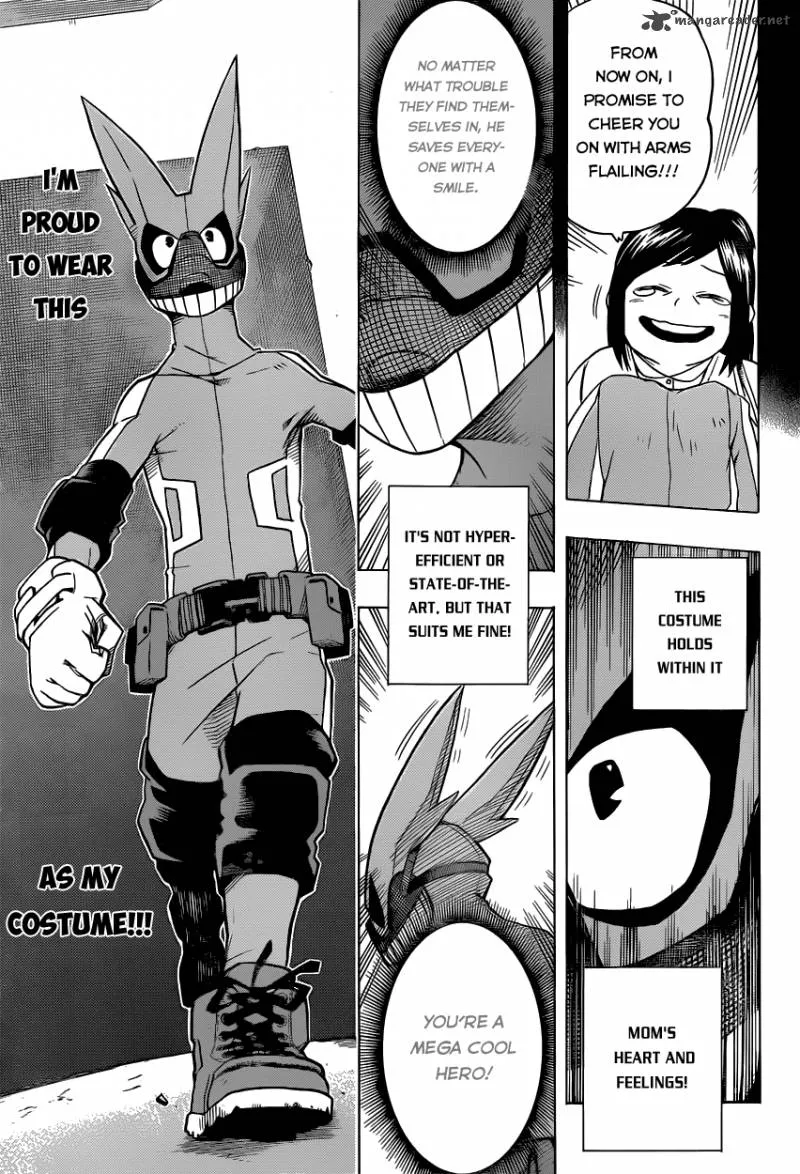 mangareader.net
FROM
NOW ON, I
PROMISE TO
CHEER YOU
ON WITH ARMS
FLAILING!!!
THIS
COSTUME
HOLDS
WITHIN IT
MOM'S
HEART AND
FEELINGS!
NO MATTER
WHAT TROUBLE
THEY FIND THEM-
SELVES IN, HE
SAVES EVERY-
ONE WITH A
SMILE.
IT'S NOT HYPER-
EFFICIENT OR
STATE-OF-THE-
ART, BUT THAT
SUITS ME FINE!
YOU'RE A
MEGA COOL
HERO!
I'M
PROUD
TO WEAR
THIS
AS MY
COSTUME!!!